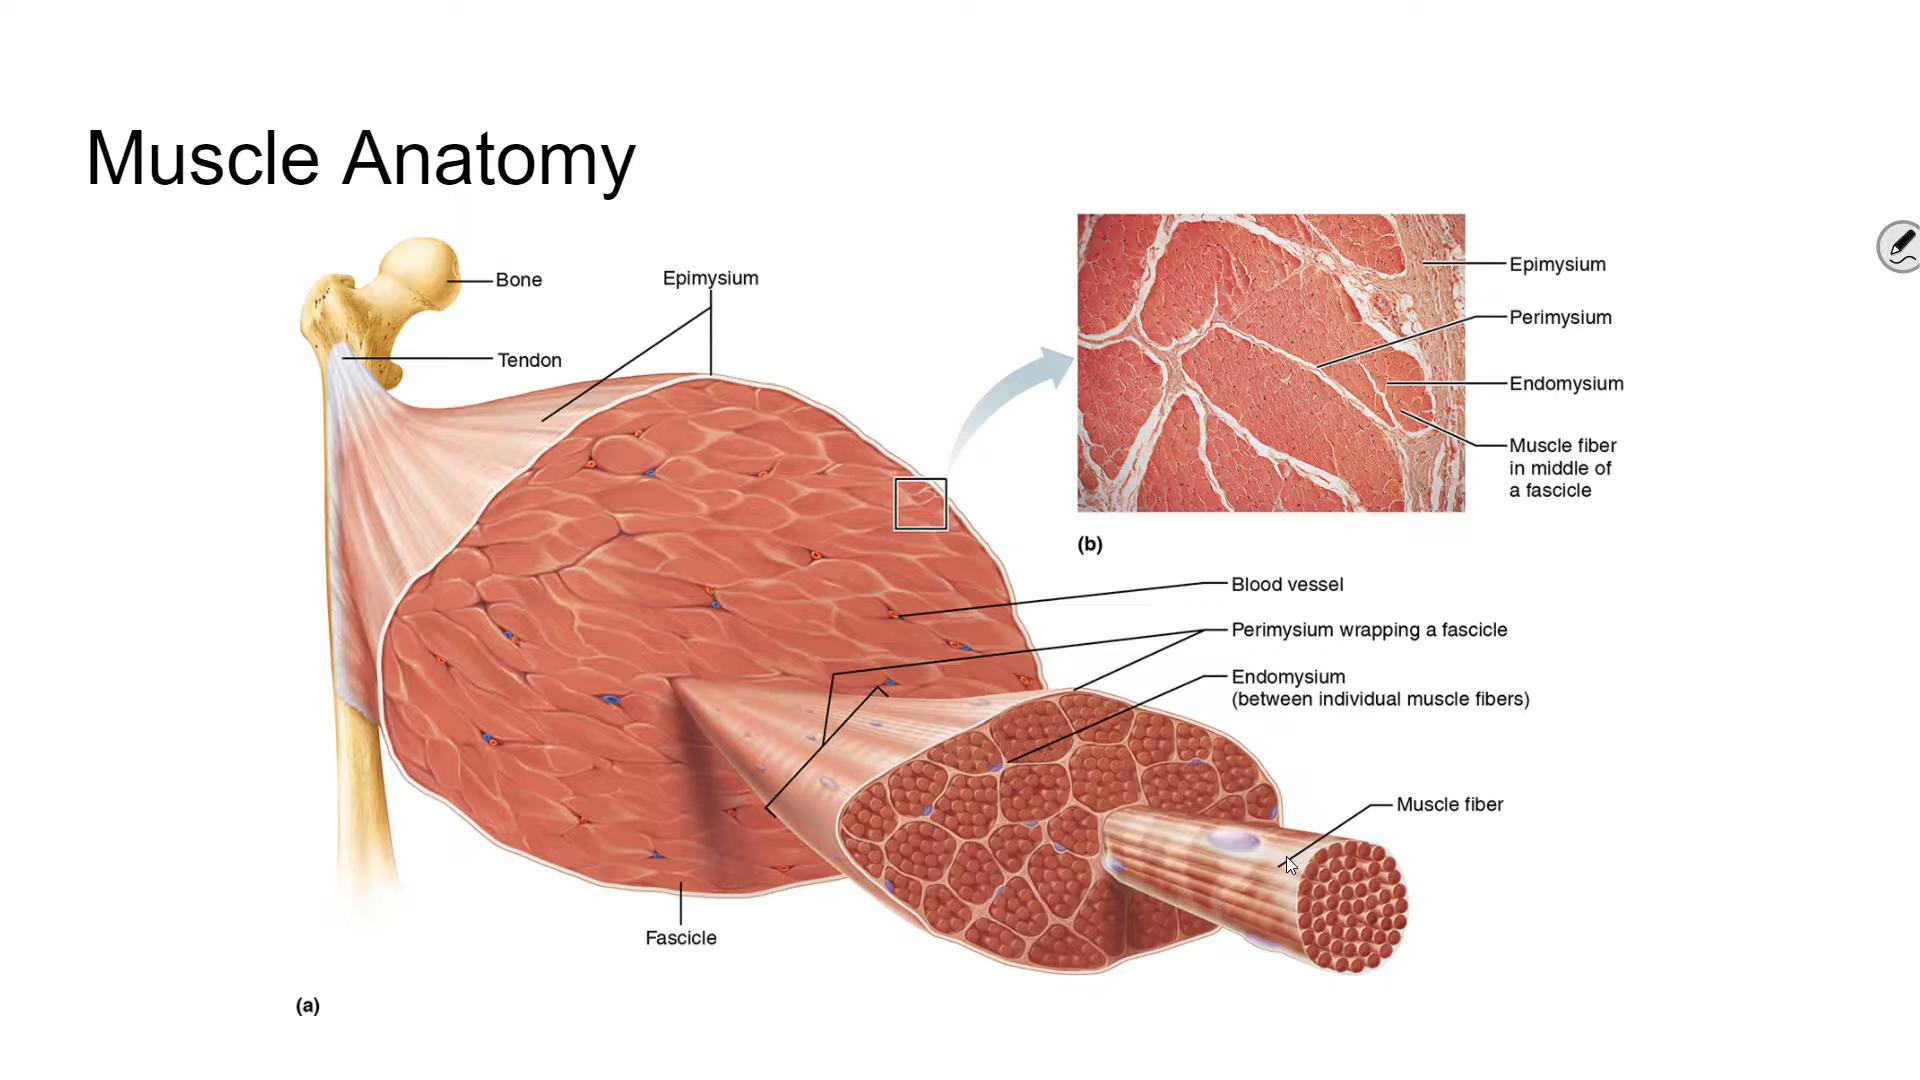 Muscle Anatomy
Bone
Epimysium
Tendon
Epimysium
Perimysium
Endomysium
Muscle fiber
in middle of
a fascicle
(b)
Blood vessel
Perimysium wrapping a fascicle
Endomysium
(between individual muscle fibers)
Muscle fiber
Fascicle
(a)